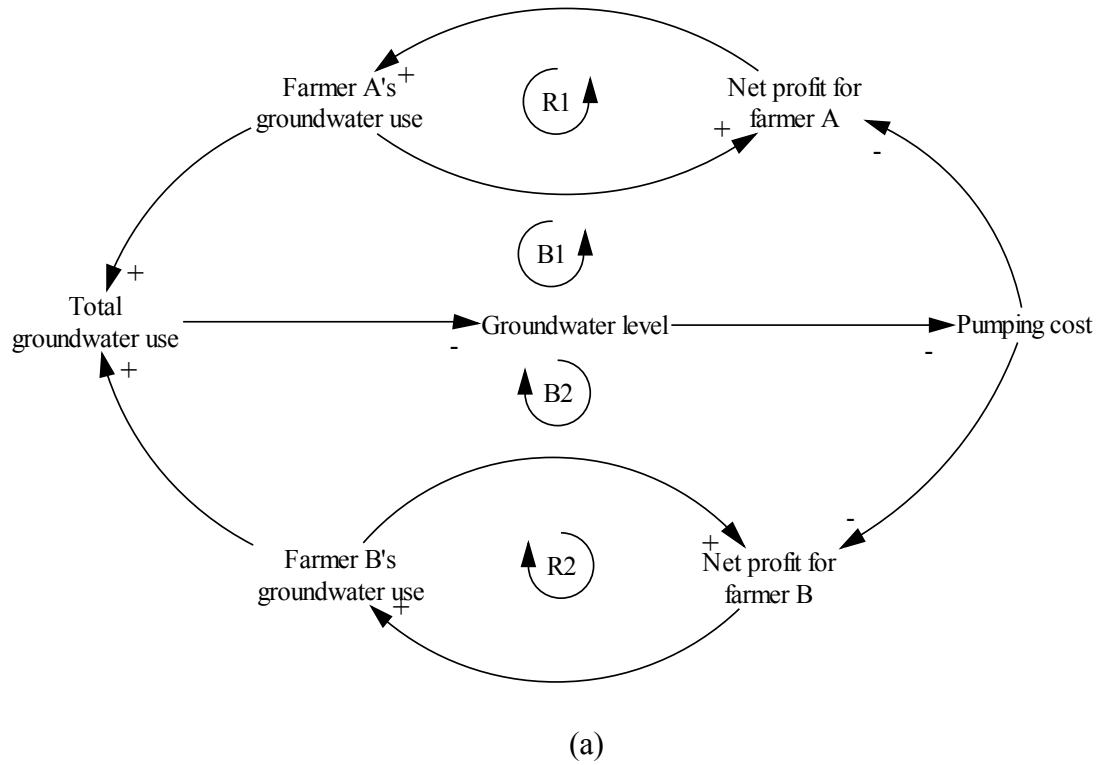 Farmer A's
groundwater use
+
R1
Net profit for
farmer A
+
-
B1
+
Total
groundwater use
-
Groundwater level
-
Pumping cost
+
B2
-
Farmer B's
groundwater use
+
R2
+
Net profit for
farmer B
(a)